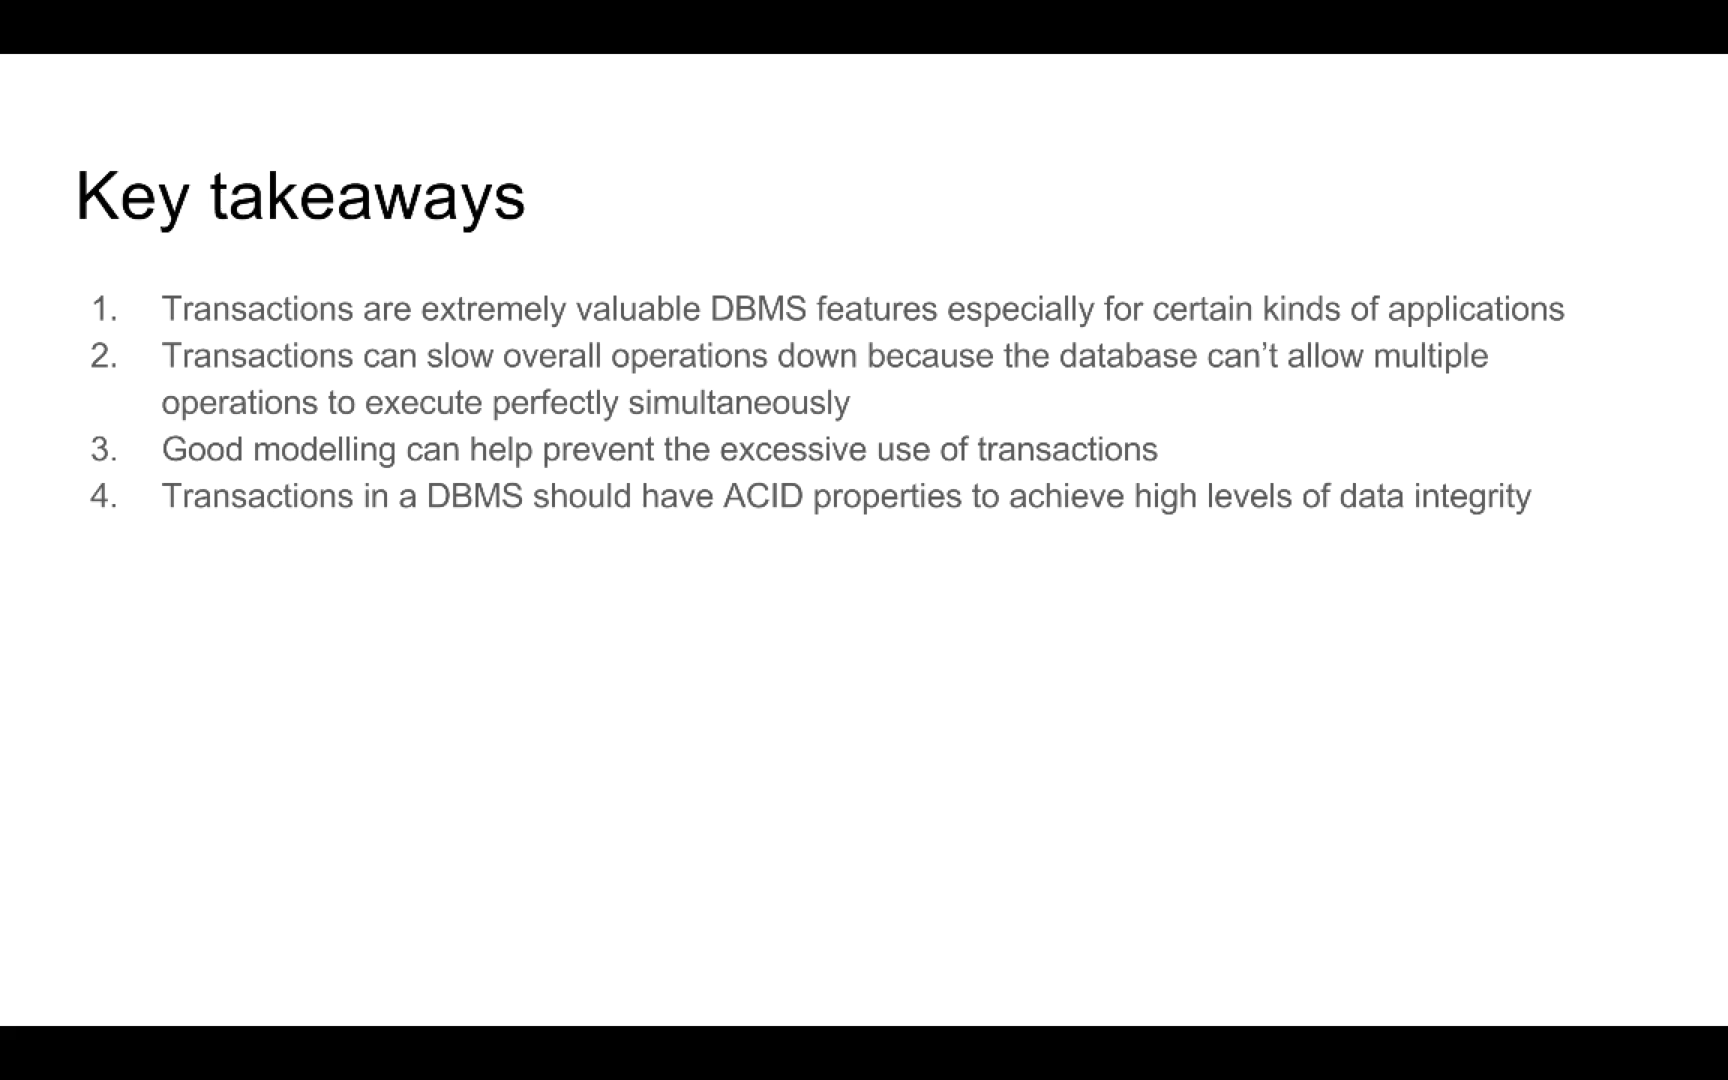 Key takeaways
1. Transactions are extremely valuable DBMS features especially for certain kinds of applications
2. Transactions can slow overall operations down because the database can’t allow multiple
operations to execute perfectly simultaneously
3. Good modelling can help prevent the excessive use of transactions
4. Transactions in a DBMS should have ACID properties to achieve high levels of data integrity